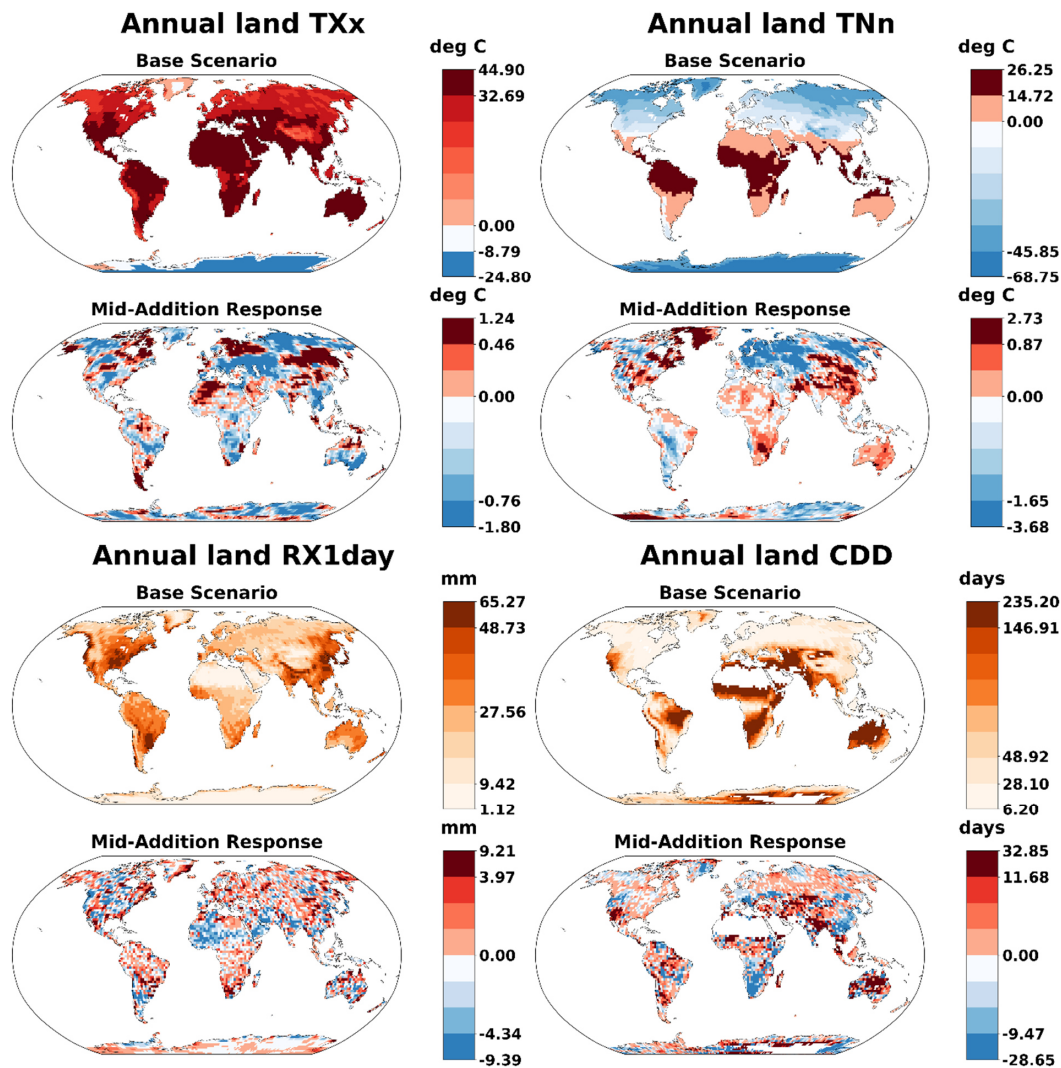 Annual land TXx
Base Scenario
deg C
44.90
32.69
0.00
-8.79
-24.80
Mid-Addition Response
deg C
1.24
0.46
0.00
-0.76
-1.80
Annual land TNn
Base Scenario
deg C
26.25
14.72
0.00
-45.85
-68.75
Mid-Addition Response
deg C
2.73
0.87
0.00
-1.65
-3.68
Annual land RX1day
Base Scenario
mm
65.27
48.73
27.56
9.42
1.12
Mid-Addition Response
mm
9.21
3.97
0.00
-4.34
-9.39
Annual land CDD
Base Scenario
days
235.20
146.91
48.92
28.10
6.20
Mid-Addition Response
days
32.85
11.68
0.00
-9.47
-28.65